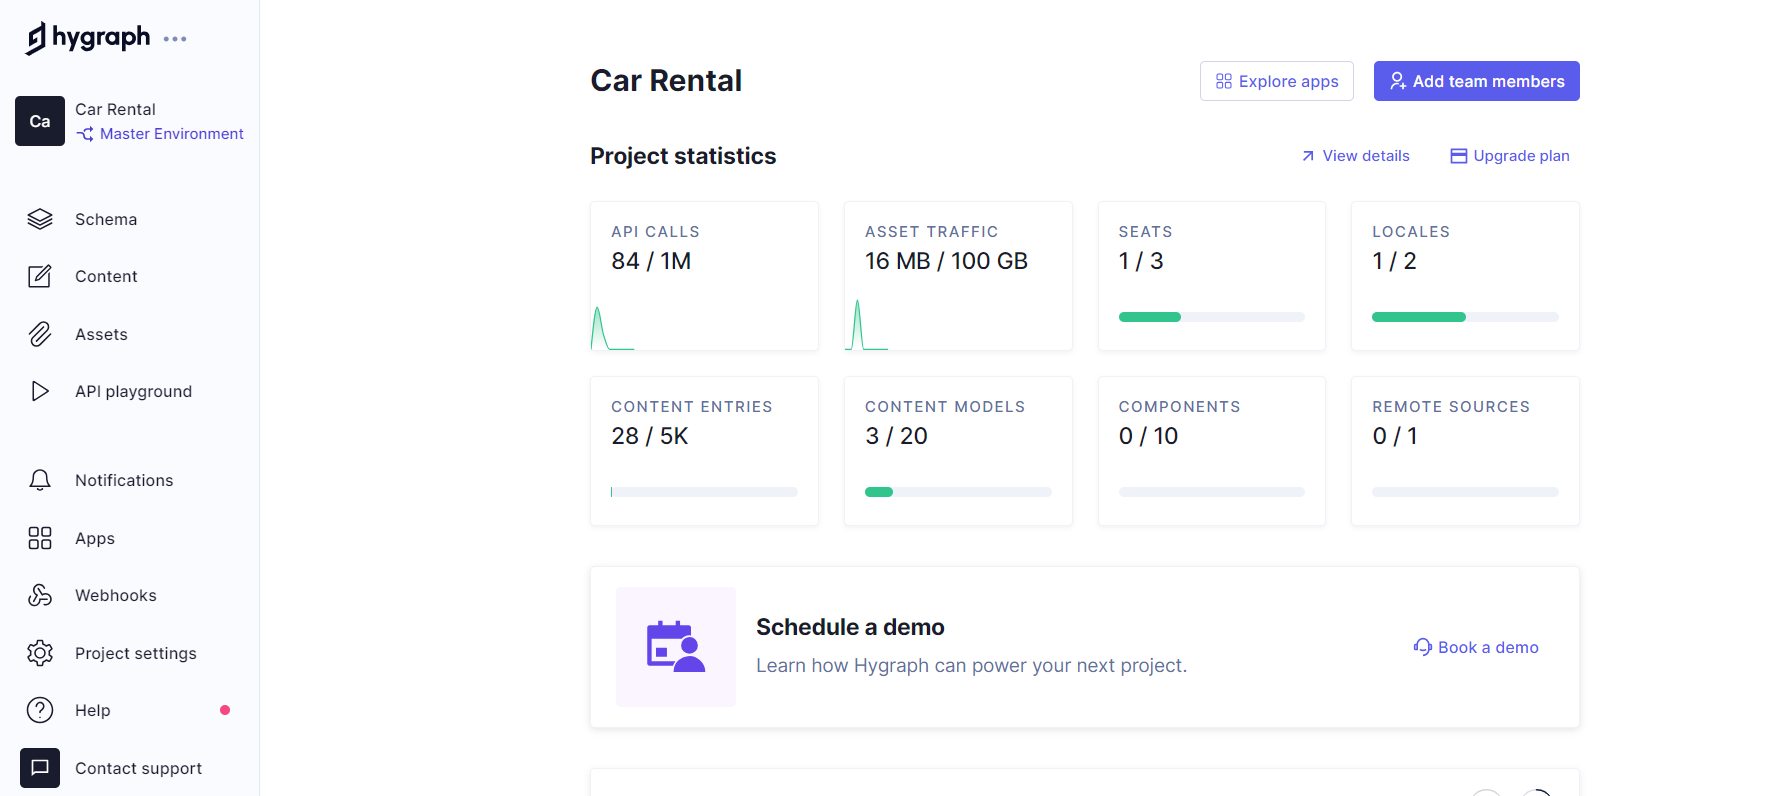 hygraph
Ca
Car Rental
Master Environment
Schema
Content
Assets
API playground
Notifications
Apps
Webhooks
Project settings
Help
Contact support
Car Rental
Explore apps
Add team members
Project statistics
View details
Upgrade plan
API CALLS
84 / 1M
ASSET TRAFFIC
16 MB / 100 GB
SEATS
1 / 3
LOCALES
1 / 2
CONTENT ENTRIES
28 / 5K
CONTENT MODELS
3 / 20
COMPONENTS
0 / 10
REMOTE SOURCES
0 / 1
Schedule a demo
Learn how Hygraph can power your next project.
Book a demo